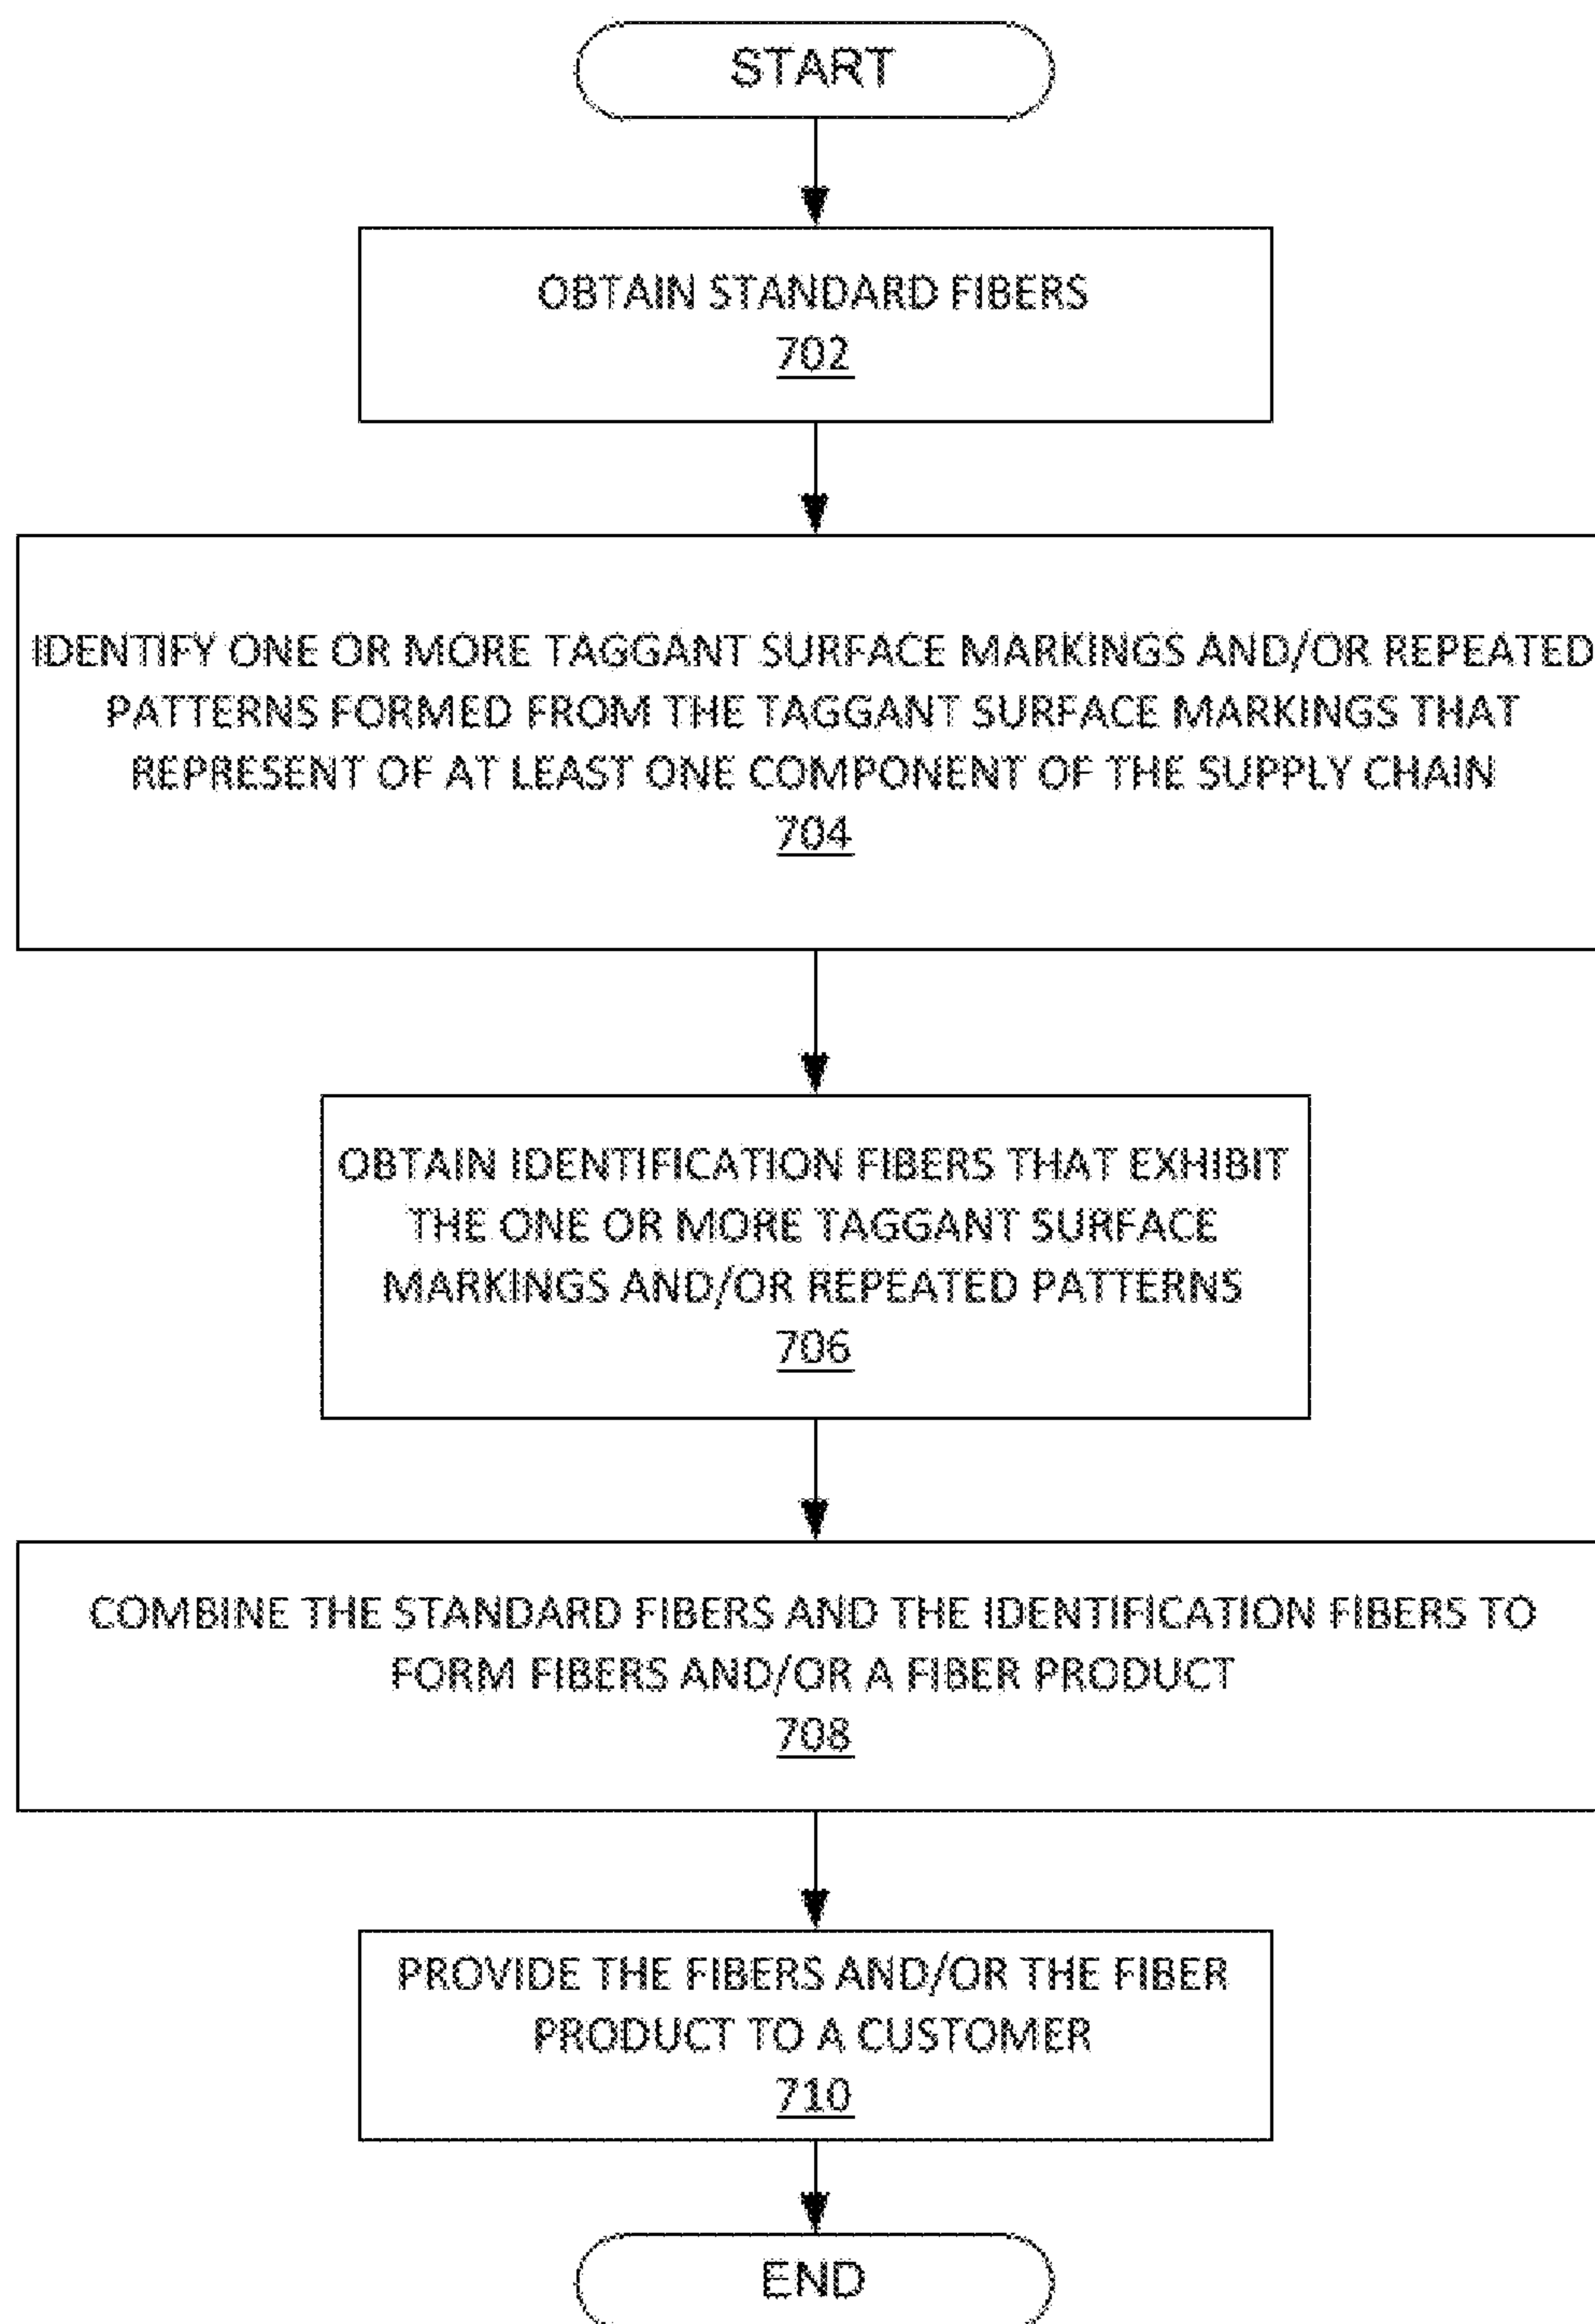 START
OBTAIN STANDARD FIBERS
702
IDENTIFY ONE OR MORE TAGGANT SURFACE MARKINGS AND/OR REPEATED
PATTERNS FORMED FROM THE TAGGANT SURFACE MARKINGS THAT
REPRESENT OF AT LEAST ONE COMPONENT OF THE SUPPLY CHAIN
704
OBTAIN IDENTIFICATION FIBERS THAT EXHIBIT
THE ONE OR MORE TAGGANT SURFACE
MARKINGS AND/OR REPEATED PATTERNS
706
COMBINE THE STANDARD FIBERS AND THE IDENTIFICATION FIBERS TO
FORM FIBERS AND/OR A FIBER PRODUCT
708
PROVIDE THE FIBERS AND/OR THE FIBER
PRODUCT TO A CUSTOMER
710
END